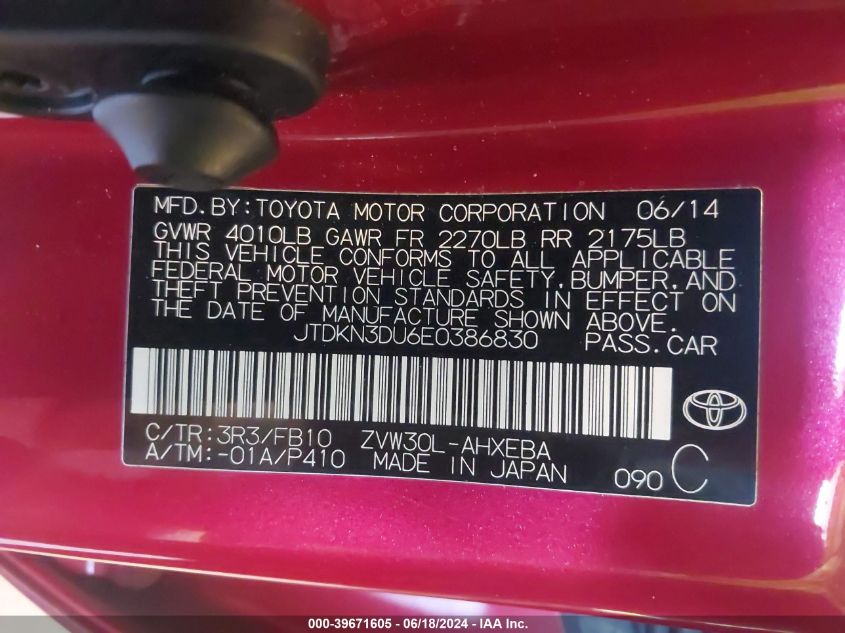 MFD.BY:TOYOTA MOTOR CORPORATION 06/14
GVWR 4010LB GAWR FR 2270LB RR 2175LB
THIS VEHICLE CONFORMS TO ALL APPLICABLE
FEDERAL MOTOR VEHICLE SAFETY,BUMPER,AND
THEFT PREVENTION STANDARDS IN EFFECT ON
THE DATE OF MANUFACTURE SHOWN ABOVE.
JTDKN3DU6E0386830 PASS.CAR
C/TR:3R3/FB10 ZVW30L-AHXEBA
A/TM:-01A/P410 MADE IN JAPAN 090 C
000-39671605 - 06/18/2024 - IAA Inc.